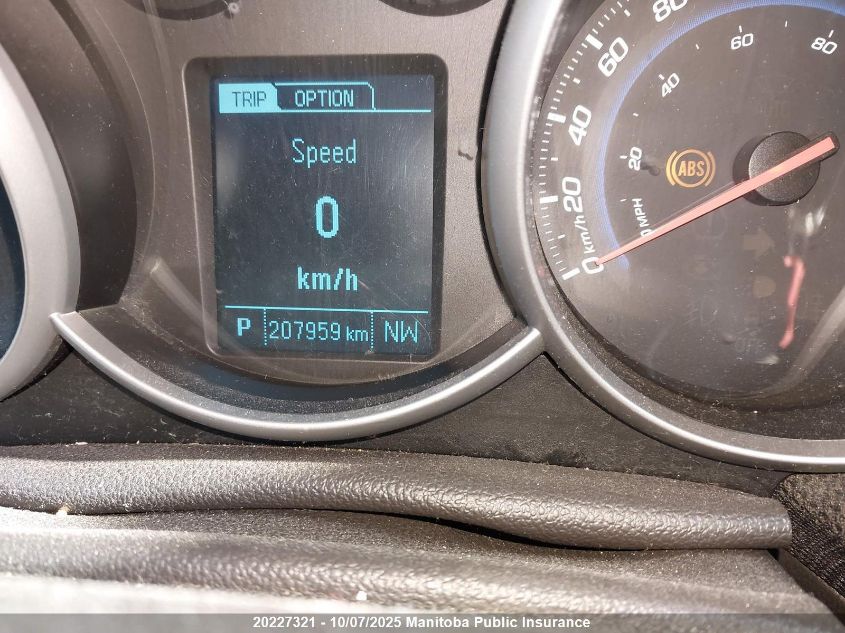 TRIP OPTION
Speed
0
km/h
P 207959 km NW
0 20 40 60 80
km/h
20 40 60 80
MPH
ABS
20227321 - 10/07/2025 Manitoba Public Insurance